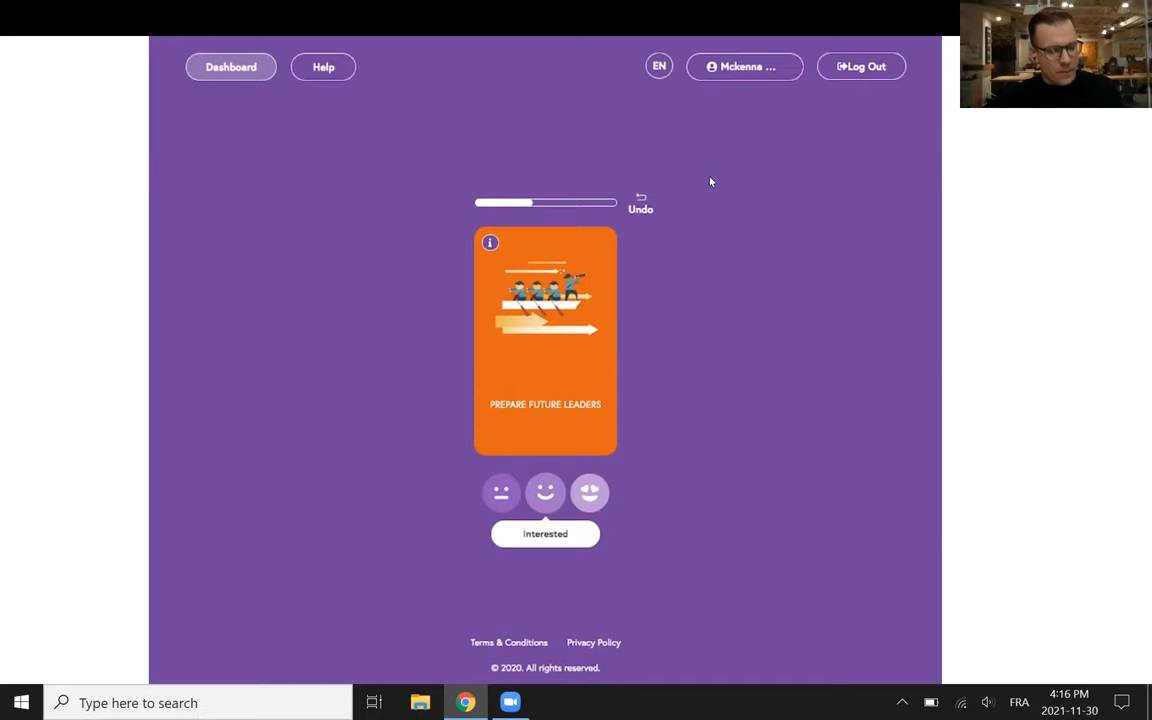 Dashboard
Help
EN
Mckenna ...
Log Out
Undo
i
PREPARE FUTURE LEADERS
Interested
Terms & Conditions
Privacy Policy
© 2020. All rights reserved.
Type here to search
FRA
4:16 PM
2021-11-30